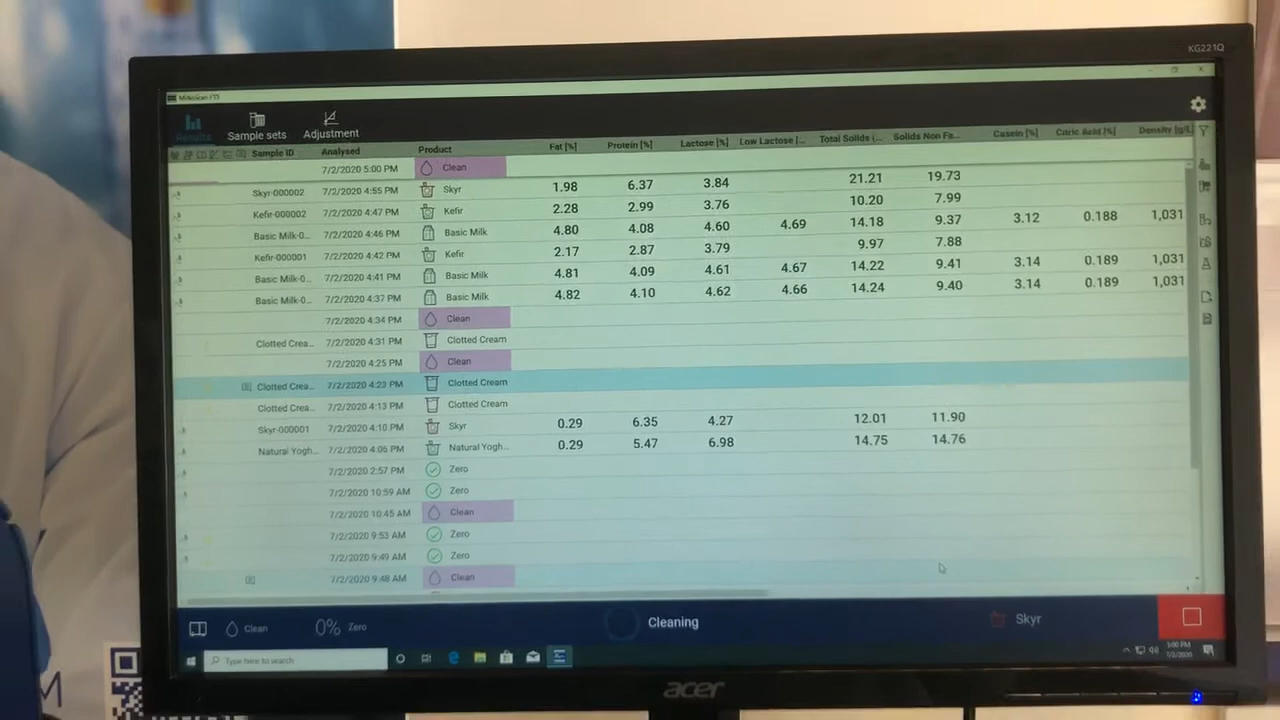 KG221Q
MilkoScan FT3
Results Sample sets Adjustment
Sample ID Analysed Product Fat [%] Protein [%] Lactose [%] Low Lactose [... Total Solids (... Solids Non Fa... Casein [%] Citric Acid [%] Density [g/L]
7/2/2020 5:00 PM Clean
Skyr-000002 7/2/2020 4:55 PM Skyr 1.98 6.37 3.84 21.21 19.73
Kefir-000002 7/2/2020 4:47 PM Kefir 2.28 2.99 3.76 10.20 7.99
Basic Milk-0... 7/2/2020 4:46 PM Basic Milk 4.80 4.08 4.60 4.69 14.18 9.37 3.12 0.188 1,031
Kefir-000001 7/2/2020 4:42 PM Kefir 2.17 2.87 3.79 9.97 7.88
Basic Milk-0... 7/2/2020 4:41 PM Basic Milk 4.81 4.09 4.61 4.67 14.22 9.41 3.14 0.189 1,031
Basic Milk-0... 7/2/2020 4:37 PM Basic Milk 4.82 4.10 4.62 4.66 14.24 9.40 3.14 0.189 1,031
7/2/2020 4:34 PM Clean
Clotted Crea... 7/2/2020 4:31 PM Clotted Cream
7/2/2020 4:25 PM Clean
Clotted Crea... 7/2/2020 4:23 PM Clotted Cream
Clotted Crea... 7/2/2020 4:13 PM Clotted Cream
Skyr-000001 7/2/2020 4:10 PM Skyr 0.29 6.35 4.27 12.01 11.90
Natural Yogh... 7/2/2020 4:06 PM Natural Yogh... 0.29 5.47 6.98 14.75 14.76
7/2/2020 2:57 PM Zero
7/2/2020 10:59 AM Zero
7/2/2020 10:45 AM Clean
7/2/2020 9:53 AM Zero
7/2/2020 9:49 AM Zero
7/2/2020 9:48 AM Clean
Clean 0% Zero Cleaning Skyr
Type here to search
5:00 PM
7/2/2020
acer
M